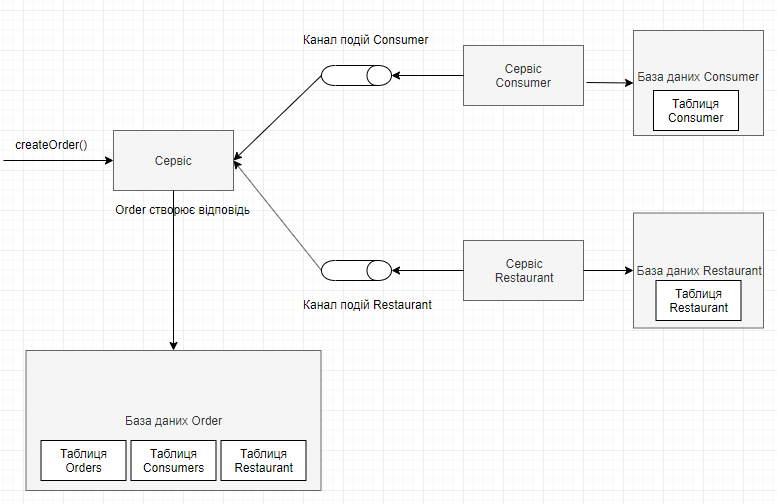 Канал подій Consumer
Сервіс
Consumer
База даних Consumer
Таблиця
Consumer
createOrder()
Сервіс
Order створює відповідь
Сервіс
Restaurant
База даних Restaurant
Таблиця
Restaurant
Канал подій Restaurant
База даних Order
Таблиця
Orders
Таблиця
Consumers
Таблиця
Restaurant